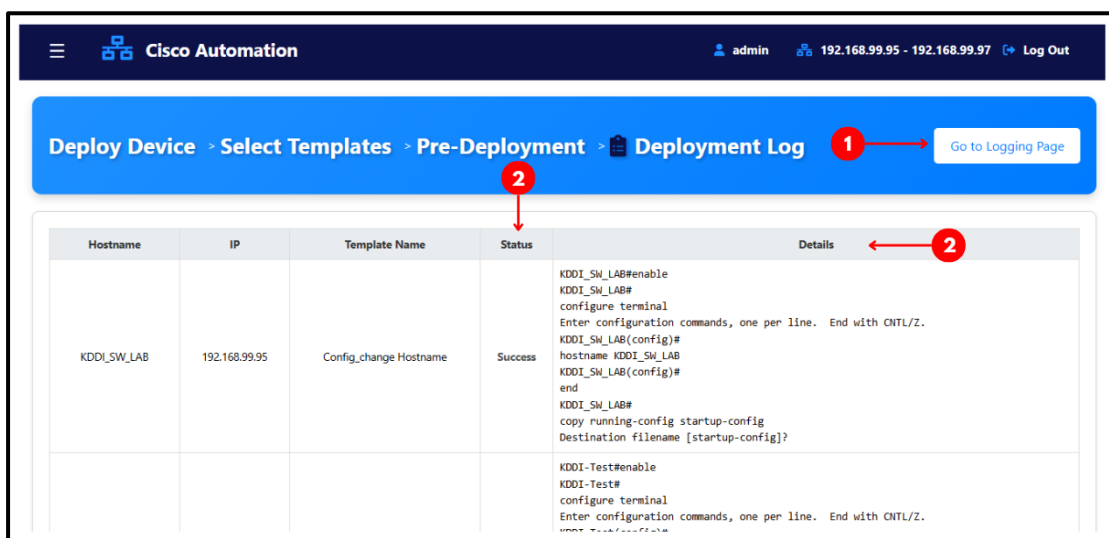 ☰ Cisco Automation admin 192.168.99.95 - 192.168.99.97 Log Out
Deploy Device > Select Templates > Pre-Deployment > Deployment Log 1 Go to Logging Page
2
Hostname IP Template Name Status Details 2
KDDI_SW_LAB 192.168.99.95 Config_change Hostname Success
KDDI_SW_LAB#enable
KDDI_SW_LAB#
configure terminal
Enter configuration commands, one per line. End with CNTL/Z.
KDDI_SW_LAB(config)#
hostname KDDI_SW_LAB
KDDI_SW_LAB(config)#
end
KDDI_SW_LAB#
copy running-config startup-config
Destination filename [startup-config]?
KDDI-Test#enable
KDDI-Test#
configure terminal
Enter configuration commands, one per line. End with CNTL/Z.